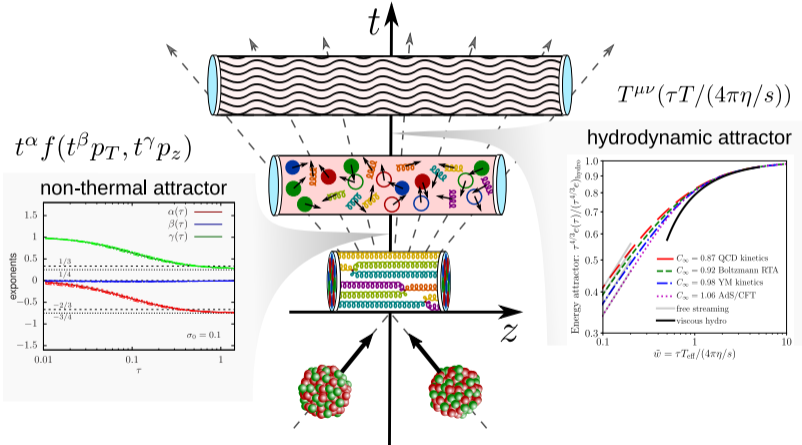 t
z
t^α f(t^β p_T, t^γ p_z)
non-thermal attractor
α(τ)
β(τ)
γ(τ)
exponents
1.5
1
0.5
0
−0.5
−1
−1.5
1/3
1/4
−2/3
−3/4
σ₀ = 0.1
0.01
0.1
1
τ
T^{μν}(τT/(4πη/s))
hydrodynamic attractor
Energy attractor: τ^{4/3}e(τ)/(τ^{4/3}e)_{hydro}
1.0
0.9
0.8
0.7
0.6
0.5
0.4
0.3
C_∞ = 0.87 QCD kinetics
C_∞ = 0.92 Boltzmann RTA
C_∞ = 0.98 YM kinetics
C_∞ = 1.06 AdS/CFT
free streaming
viscous hydro
0.1
1
10
w̃ = τT_{eff}/(4πη/s)